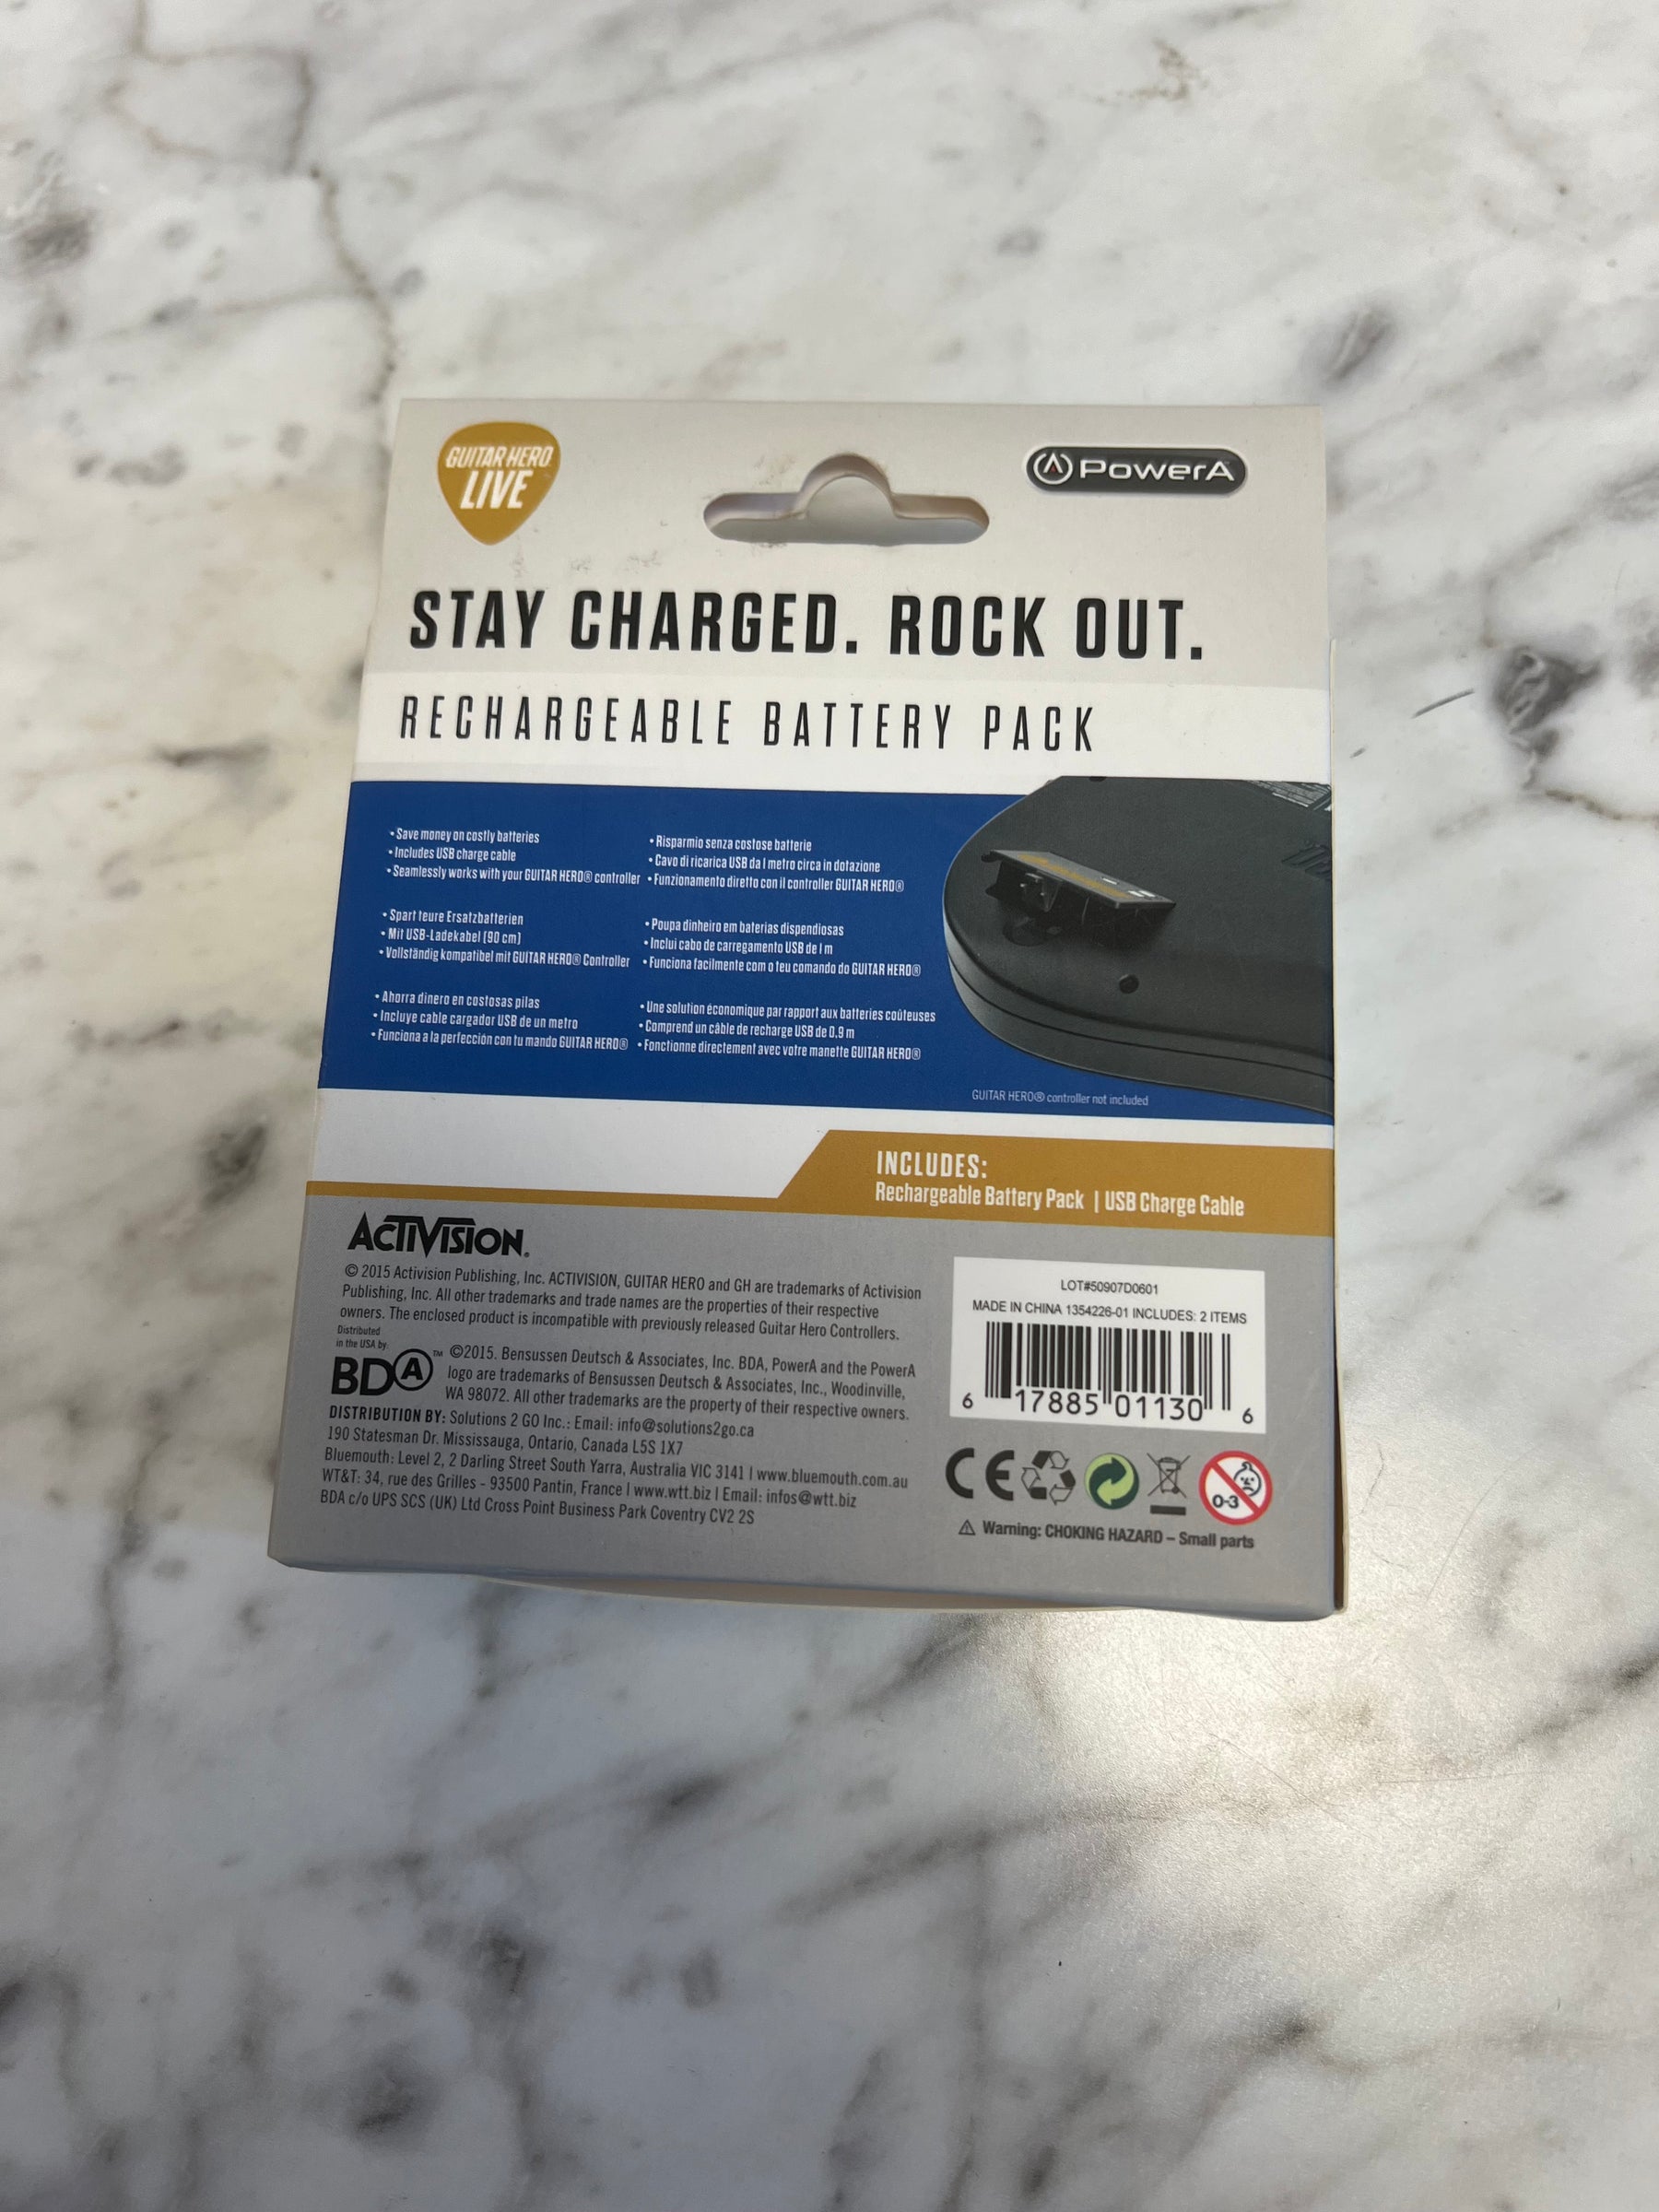 GUITAR HERO
LIVE
PowerA
STAY CHARGED. ROCK OUT.
RECHARGEABLE BATTERY PACK
• Save money on costly batteries
• Includes USB charge cable
• Seamlessly works with your GUITAR HERO® controller
• Risparmio senza costose batterie
• Cavo di ricarica USB da 1 metro circa in dotazione
• Funzionamento diretto con il controller GUITAR HERO®
• Spart teure Ersatzbatterien
• Mit USB-Ladekabel (90 cm)
• Vollständig kompatibel mit GUITAR HERO® Controller
• Poupa dinheiro em baterias dispendiosas
• Inclui cabo de carregamento USB de 1 m
• Funciona facilmente com o teu comando do GUITAR HERO®
• Ahorra dinero en costosas pilas
• Incluye cable cargador USB de un metro
• Funciona a la perfección con tu mando GUITAR HERO®
• Une solution économique par rapport aux batteries coûteuses
• Comprend un câble de recharge USB de 0,9 m
• Fonctionne directement avec votre manette GUITAR HERO®
GUITAR HERO® controller not included
INCLUDES:
Rechargeable Battery Pack | USB Charge Cable
ACTIVISION.
© 2015 Activision Publishing, Inc. ACTIVISION, GUITAR HERO and GH are trademarks of Activision
Publishing, Inc. All other trademarks and trade names are the properties of their respective
owners. The enclosed product is incompatible with previously released Guitar Hero Controllers.
Distributed
in the USA by:
BDA™
©2015. Bensussen Deutsch & Associates, Inc. BDA, PowerA and the PowerA
logo are trademarks of Bensussen Deutsch & Associates, Inc., Woodinville,
WA 98072. All other trademarks are the property of their respective owners.
DISTRIBUTION BY: Solutions 2 GO Inc.: Email: info@solutions2go.ca
190 Statesman Dr. Mississauga, Ontario, Canada L5S 1X7
Bluemouth: Level 2, 2 Darling Street South Yarra, Australia VIC 3141 | www.bluemouth.com.au
WT&T: 34, rue des Grilles - 93500 Pantin, France | www.wtt.biz | Email: infos@wtt.biz
BDA c/o UPS SCS (UK) Ltd Cross Point Business Park Coventry CV2 2S
LOT#50907D0601
MADE IN CHINA 1354226-01 INCLUDES: 2 ITEMS
6 17885 01130 6
CE
0-3
⚠ Warning: CHOKING HAZARD – Small parts